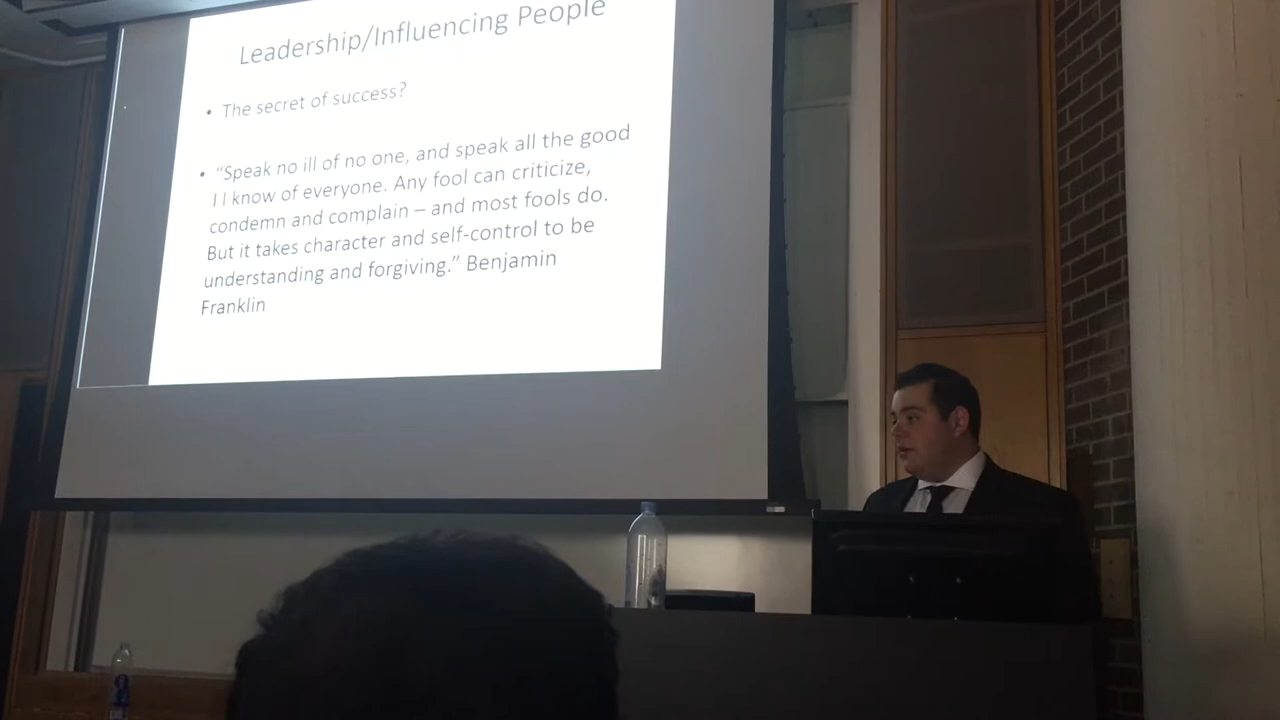 Leadership/Influencing People
• The secret of success?
• “Speak no ill of no one, and speak all the good
I I know of everyone. Any fool can criticize,
condemn and complain – and most fools do.
But it takes character and self-control to be
understanding and forgiving.” Benjamin
Franklin